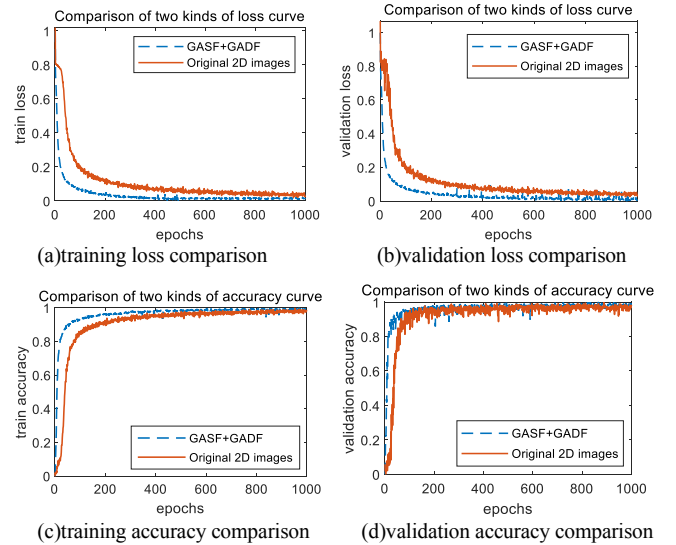 Comparison of two kinds of loss curve
1
0.8
0.6
0.4
0.2
0
train loss
GASF+GADF
Original 2D images
0 200 400 600 800 1000
epochs
(a)training loss comparison
Comparison of two kinds of loss curve
1
0.8
0.6
0.4
0.2
0
validation loss
GASF+GADF
Original 2D images
0 200 400 600 800 1000
epochs
(b)validation loss comparison
Comparison of two kinds of accuracy curve
1
0.8
0.6
0.4
0.2
0
train accuracy
GASF+GADF
Original 2D images
0 200 400 600 800 1000
epochs
(c)training accuracy comparison
Comparison of two kinds of accuracy curve
1
0.8
0.6
0.4
0.2
0
validation accuracy
GASF+GADF
Original 2D images
0 200 400 600 800 1000
epochs
(d)validation accuracy comparison